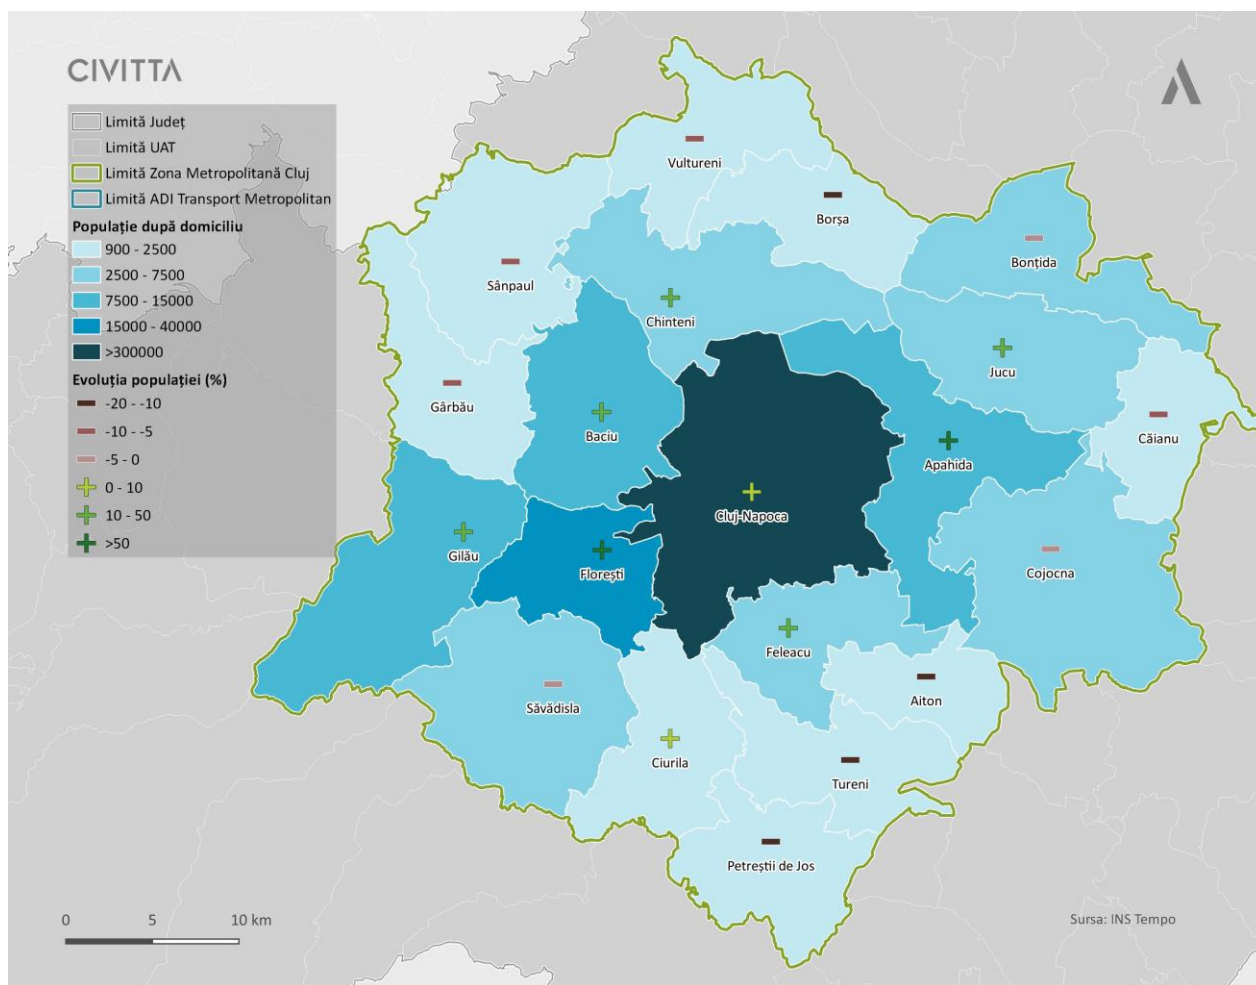 CIVITTA
Limită Județ
Limită UAT
Limită Zona Metropolitană Cluj
Limită ADI Transport Metropolitan
Populație după domiciliu
900 - 2500
2500 - 7500
7500 - 15000
15000 - 40000
>300000
Evoluția populației (%)
-20 - -10
-10 - -5
-5 - 0
0 - 10
10 - 50
>50
Vultureni
Borșa
Bonțida
Sânpaul
Chinteni
Jucu
Gârbău
Baciu
Căianu
Apahida
Cluj-Napoca
Gilău
Florești
Cojocna
Feleacu
Săvădisla
Aiton
Ciurila
Tureni
Petreștii de Jos
0 5 10 km
Sursa: INS Tempo